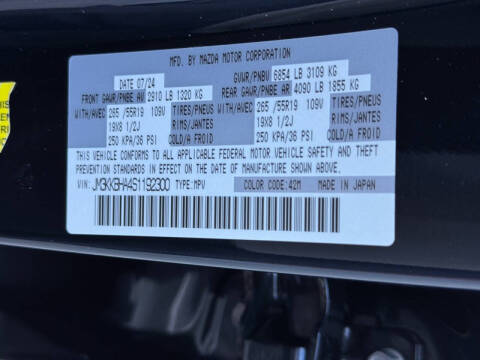 MFD. BY MAZDA MOTOR CORPORATION
DATE 07/24 GVWR/PNBV 6854 LB 3109 KG
FRONT GAWR/PNBE AV 2910 LB 1320 KG REAR GAWR/PNBE AR 4090 LB 1855 KG
WITH/AVEC 265/55R19 109V TIRES/PNEUS WITH/AVEC 265/55R19 109V TIRES/PNEUS
19X8 1/2J RIMS/JANTES 19X8 1/2J RIMS/JANTES
250 KPA/36 PSI COLD/A FROID 250 KPA/36 PSI COLD/A FROID
THIS VEHICLE CONFORMS TO ALL APPLICABLE FEDERAL MOTOR VEHICLE SAFETY AND THEFT
PREVENTION STANDARDS IN EFFECT ON THE DATE OF MANUFACTURE SHOWN ABOVE.
VIN: JM3KKBHA4S1192300 TYPE: MPV COLOR CODE: 42M MADE IN JAPAN